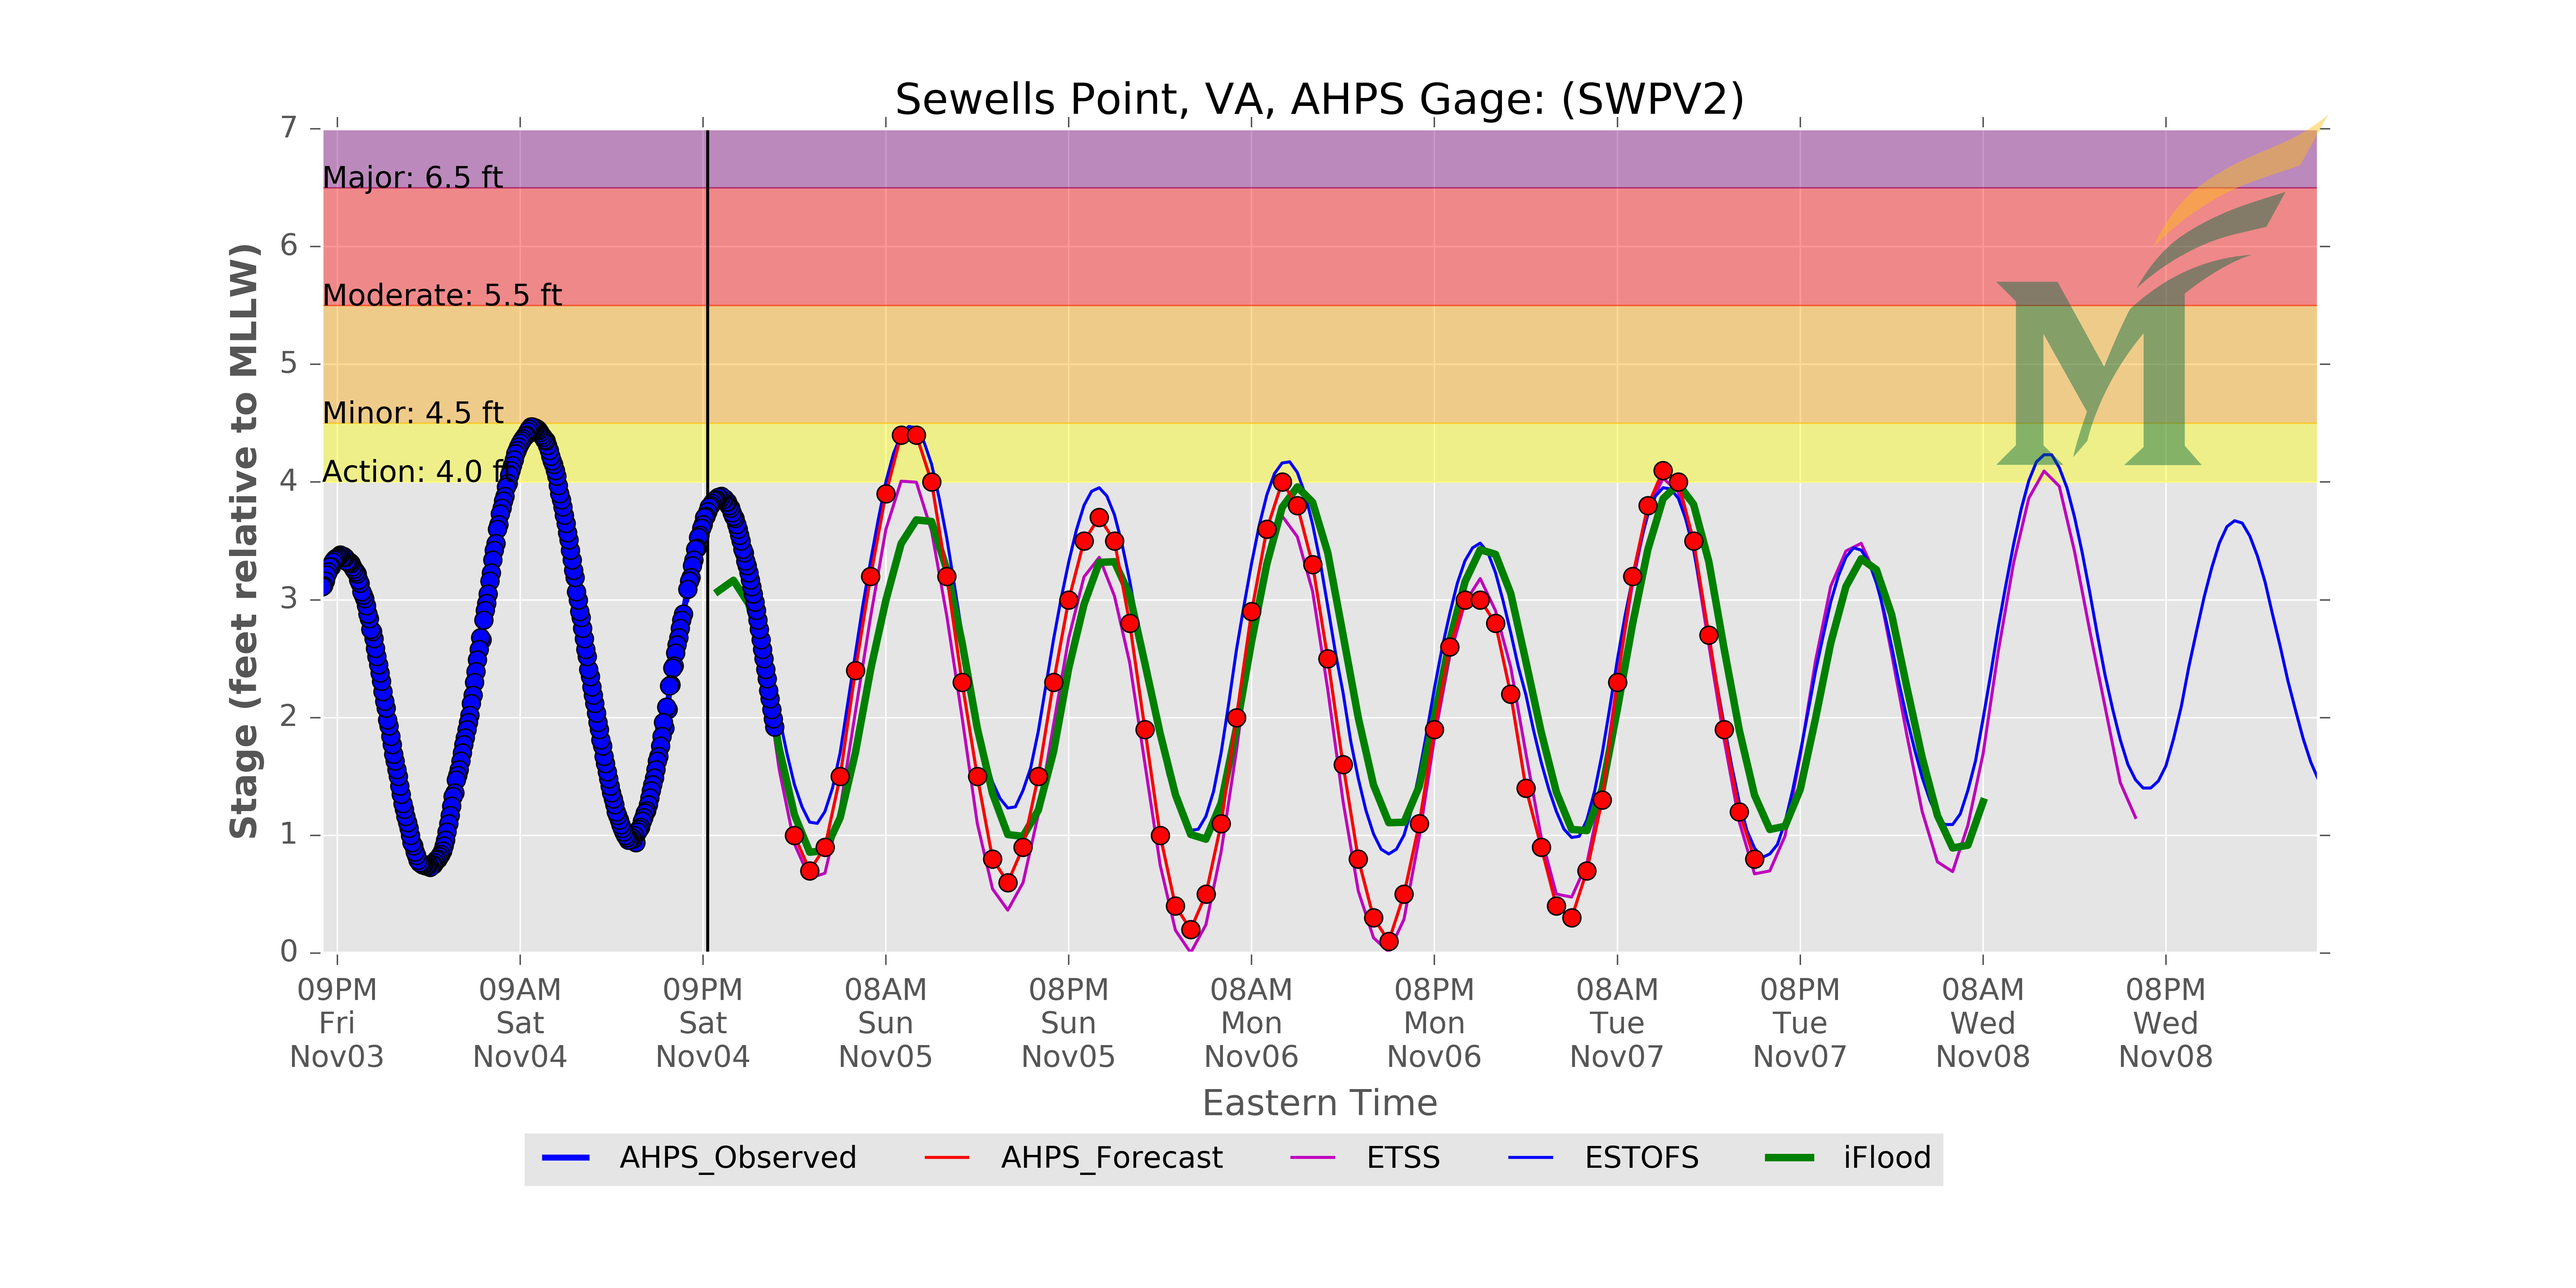 Sewells Point, VA, AHPS Gage: (SWPV2)
7
6
5
4
3
2
1
0
Stage (feet relative to MLLW)
Major: 6.5 ft
Moderate: 5.5 ft
Minor: 4.5 ft
Action: 4.0 ft
M
09PM 09AM 09PM 08AM 08PM 08AM 08PM 08AM 08PM 08AM 08PM
Fri Sat Sat Sun Sun Mon Mon Tue Tue Wed Wed
Nov03 Nov04 Nov04 Nov05 Nov05 Nov06 Nov06 Nov07 Nov07 Nov08 Nov08
Eastern Time
AHPS_Observed AHPS_Forecast ETSS ESTOFS iFlood